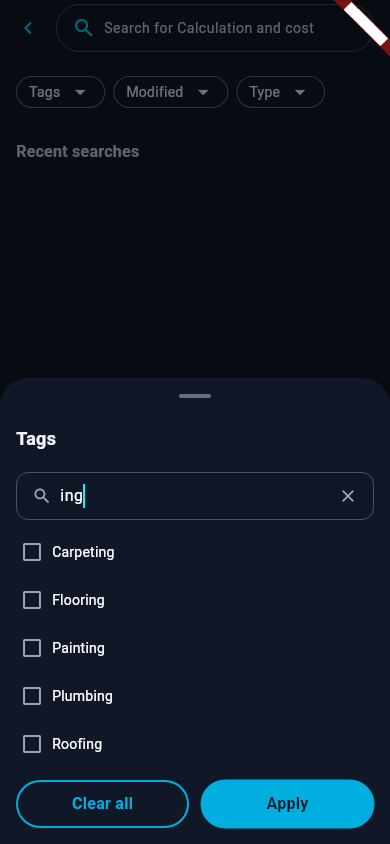 Search for Calculation and cost
Tags
Modified
Type
Recent searches
Tags
ing
Carpeting
Flooring
Painting
Plumbing
Roofing
Clear all
Apply